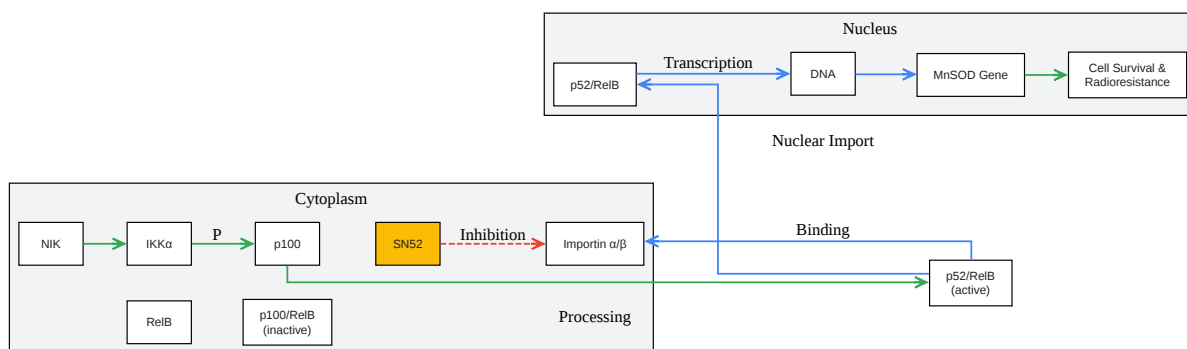 Nucleus
Transcription
p52/RelB
DNA
MnSOD Gene
Cell Survival &
Radioresistance
Nuclear Import
Cytoplasm
NIK
IKKα
P
p100
SN52
Inhibition
Importin α/β
Binding
p52/RelB
(active)
RelB
p100/RelB
(inactive)
Processing